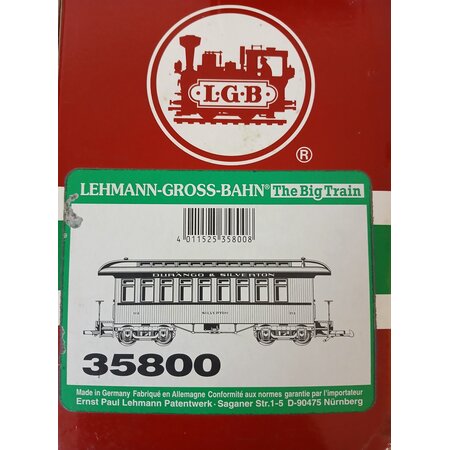 L·G·B·
®
LEHMANN-GROSS-BAHN® The Big Train
4 011525 358008
DURANGO & SILVERTON
SILVERTON
35800
Made in Germany Fabriqué en Allemagne Conformité aux normes garantie par l'importateur
Ernst Paul Lehmann Patentwerk · Saganer Str.1-5 D-90475 Nürnberg